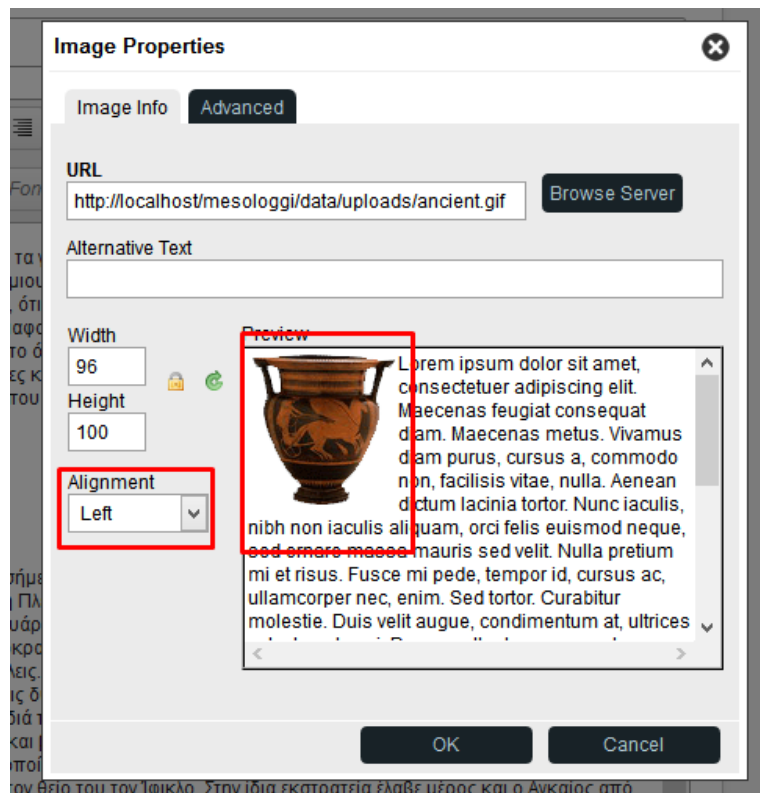 Image Properties
Image Info Advanced
Fon
URL
http://localhost/mesologgi/data/uploads/ancient.gif Browse Server
Alternative Text
τα
ότι
Width
96
Height
100
Alignment
Left
Preview
Lorem ipsum dolor sit amet,
consectetuer adipiscing elit.
Maecenas feugiat consequat
diam. Maecenas metus. Vivamus
diam purus, cursus a, commodo
non, facilisis vitae, nulla. Aenean
dictum lacinia tortor. Nunc iaculis,
nibh non iaculis aliquam, orci felis euismod neque,
sed ornare massa mauris sed velit. Nulla pretium
mi et risus. Fusce mi pede, tempor id, cursus ac,
ullamcorper nec, enim. Sed tortor. Curabitur
molestie. Duis velit augue, condimentum at, ultrices
του
και
OK Cancel
θείο του τον Ίφικλο. Στην ίδια εκστρατεία έλαβε μέρος και ο Αγκαίος από